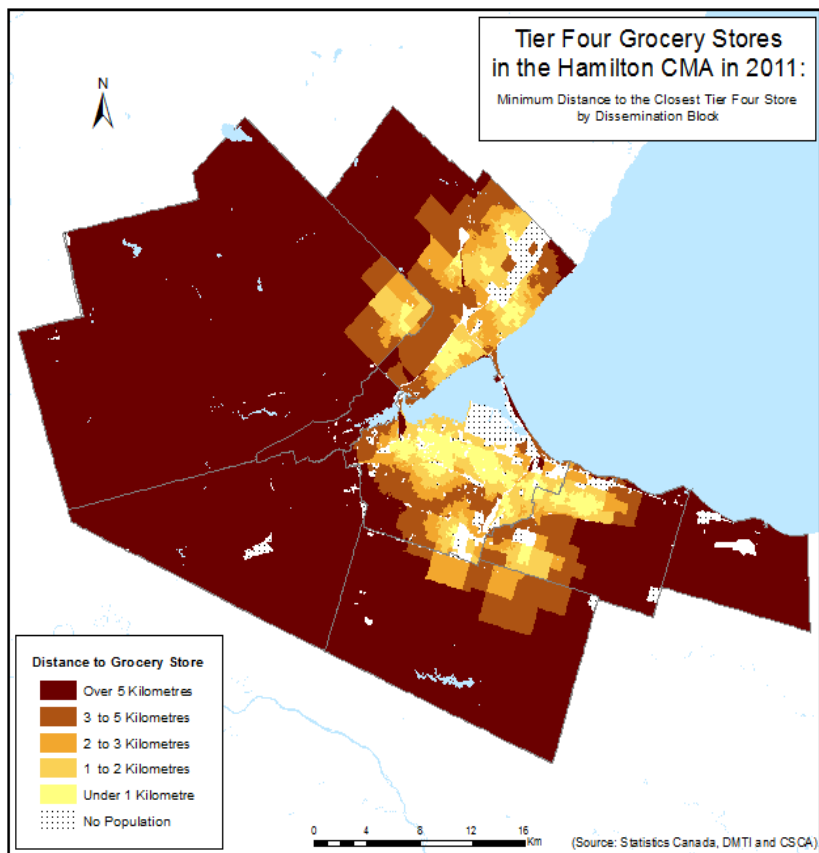 Tier Four Grocery Stores
in the Hamilton CMA in 2011:
Minimum Distance to the Closest Tier Four Store
by Dissemination Block
N
Distance to Grocery Store
Over 5 Kilometres
3 to 5 Kilometres
2 to 3 Kilometres
1 to 2 Kilometres
Under 1 Kilometre
No Population
0 2 4 8 12 16
Km
(Source: Statistics Canada, DMTI and CSCA)